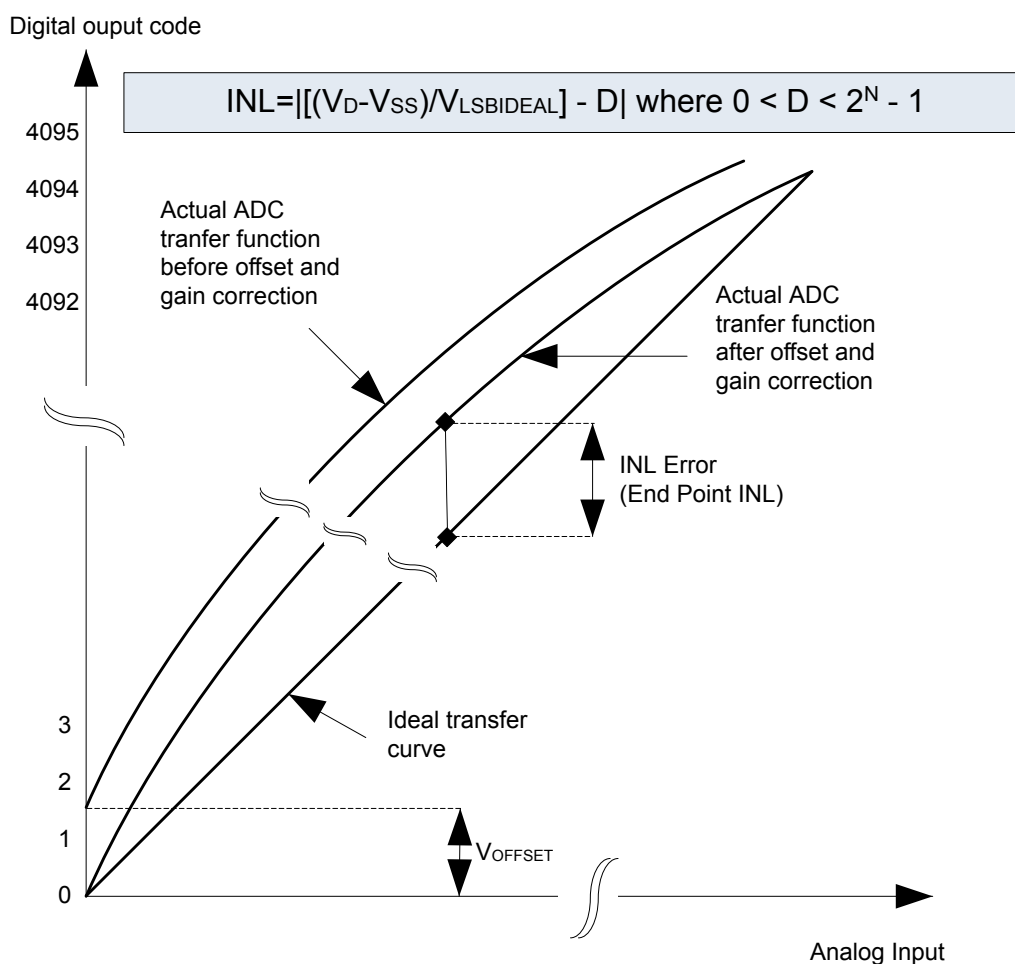 Digital ouput code
INL=|[(VD-VSS)/VLSBIDEAL] - D| where 0 < D < 2^N - 1
4095
4094
4093
4092
Actual ADC
tranfer function
before offset and
gain correction
Actual ADC
tranfer function
after offset and
gain correction
INL Error
(End Point INL)
Ideal transfer
curve
3
2
1
0
VOFFSET
Analog Input